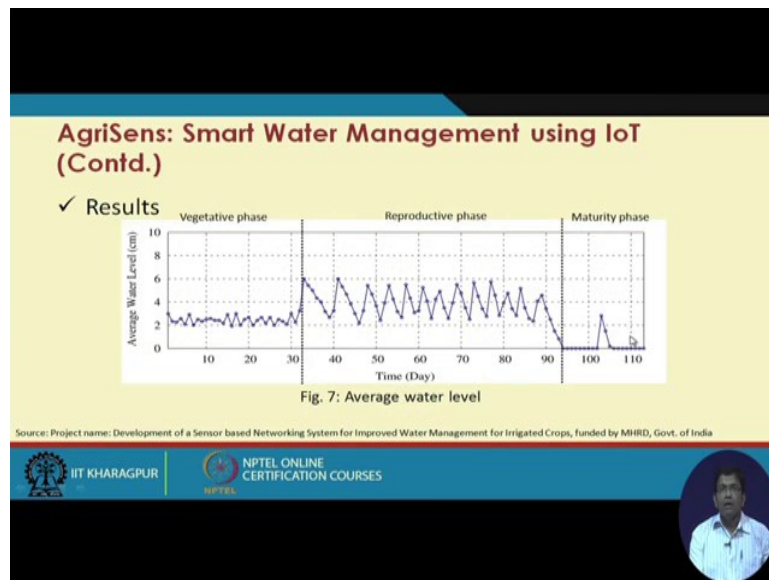 AgriSens: Smart Water Management using IoT
(Contd.)
✓ Results
Vegetative phase Reproductive phase Maturity phase
Average Water Level (cm)
10
8
6
4
2
0
10 20 30 40 50 60 70 80 90 100 110
Time (Day)
Fig. 7: Average water level
Source: Project name: Development of a Sensor based Networking System for Improved Water Management for Irrigated Crops, funded by MHRD, Govt. of India
IIT KHARAGPUR
NPTEL
NPTEL ONLINE
CERTIFICATION COURSES